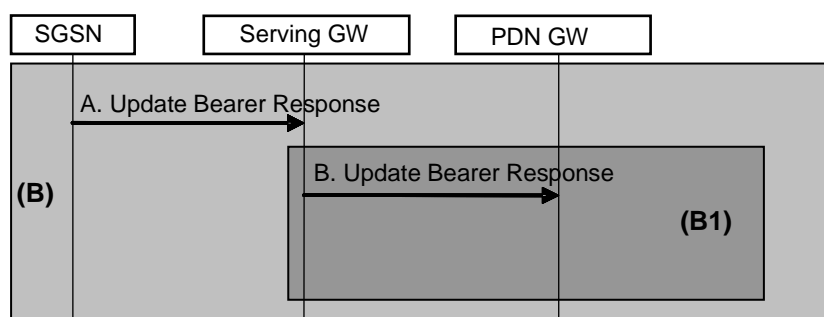 SGSN
Serving GW
PDN GW
A. Update Bearer Response
B. Update Bearer Response
(B)
(B1)